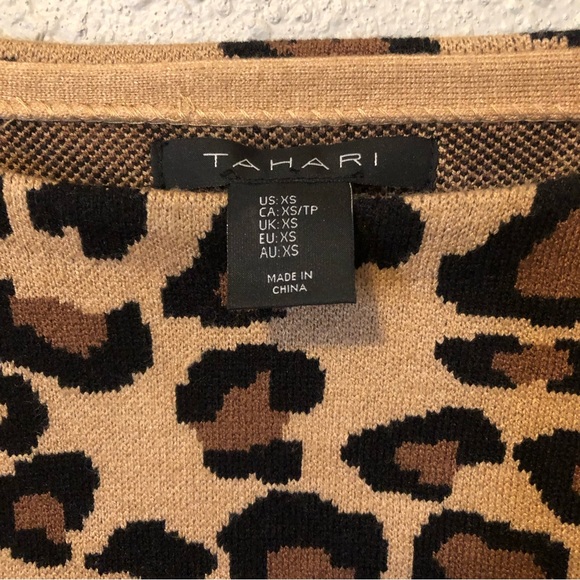 TAHARI
US: XS
CA: XS/TP
UK: XS
EU: XS
AU: XS
MADE IN
CHINA